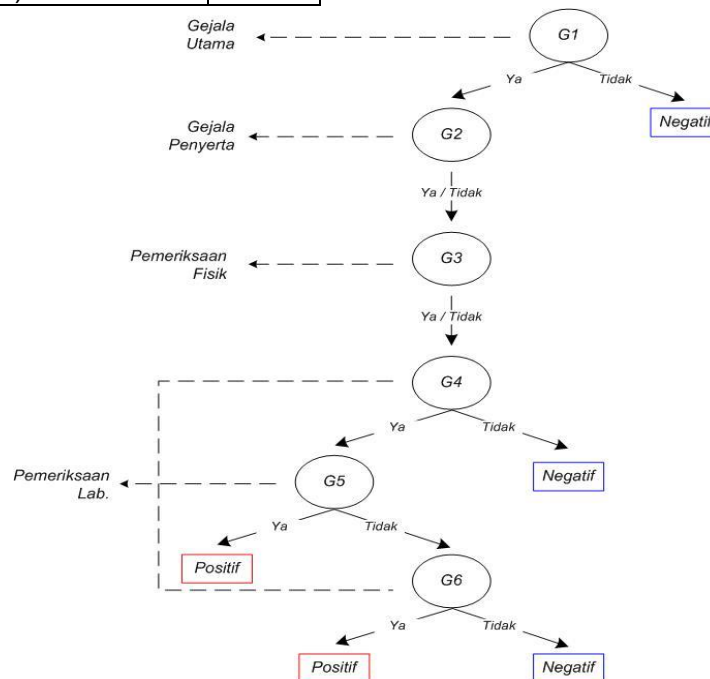 Gejala
Utama
G1
Ya
Tidak
Negatif
Gejala
Penyerta
G2
Ya / Tidak
Pemeriksaan
Fisik
G3
Ya / Tidak
G4
Ya
Tidak
Negatif
Pemeriksaan
Lab.
G5
Ya
Tidak
Positif
G6
Ya
Tidak
Positif
Negatif